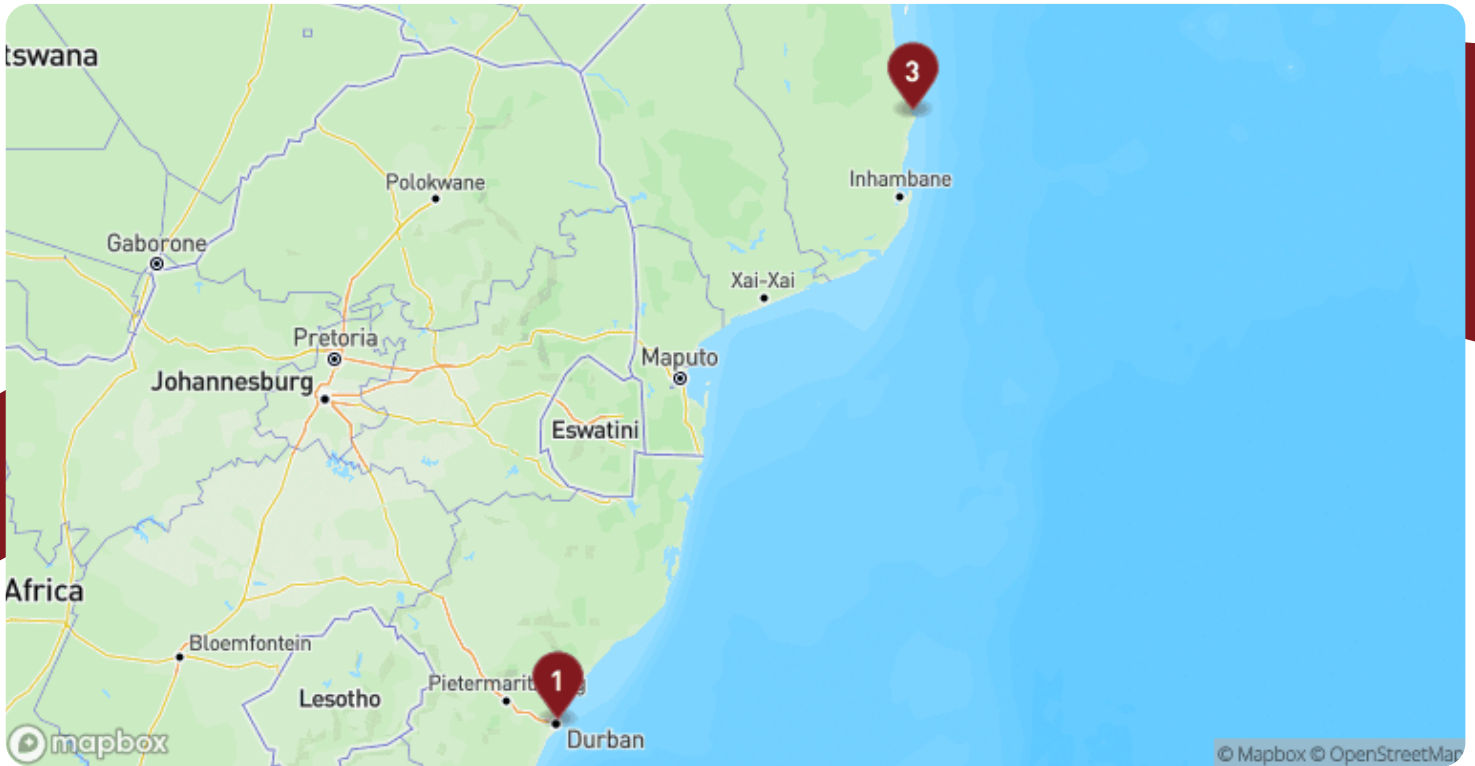 tswana
3
Polokwane
Inhambane
Gaborone
Xai-Xai
Pretoria
Maputo
Johannesburg
Eswatini
Africa
Bloemfontein
Lesotho
Pietermarit
g
1
Durban
mapbox
© Mapbox © OpenStreetMap